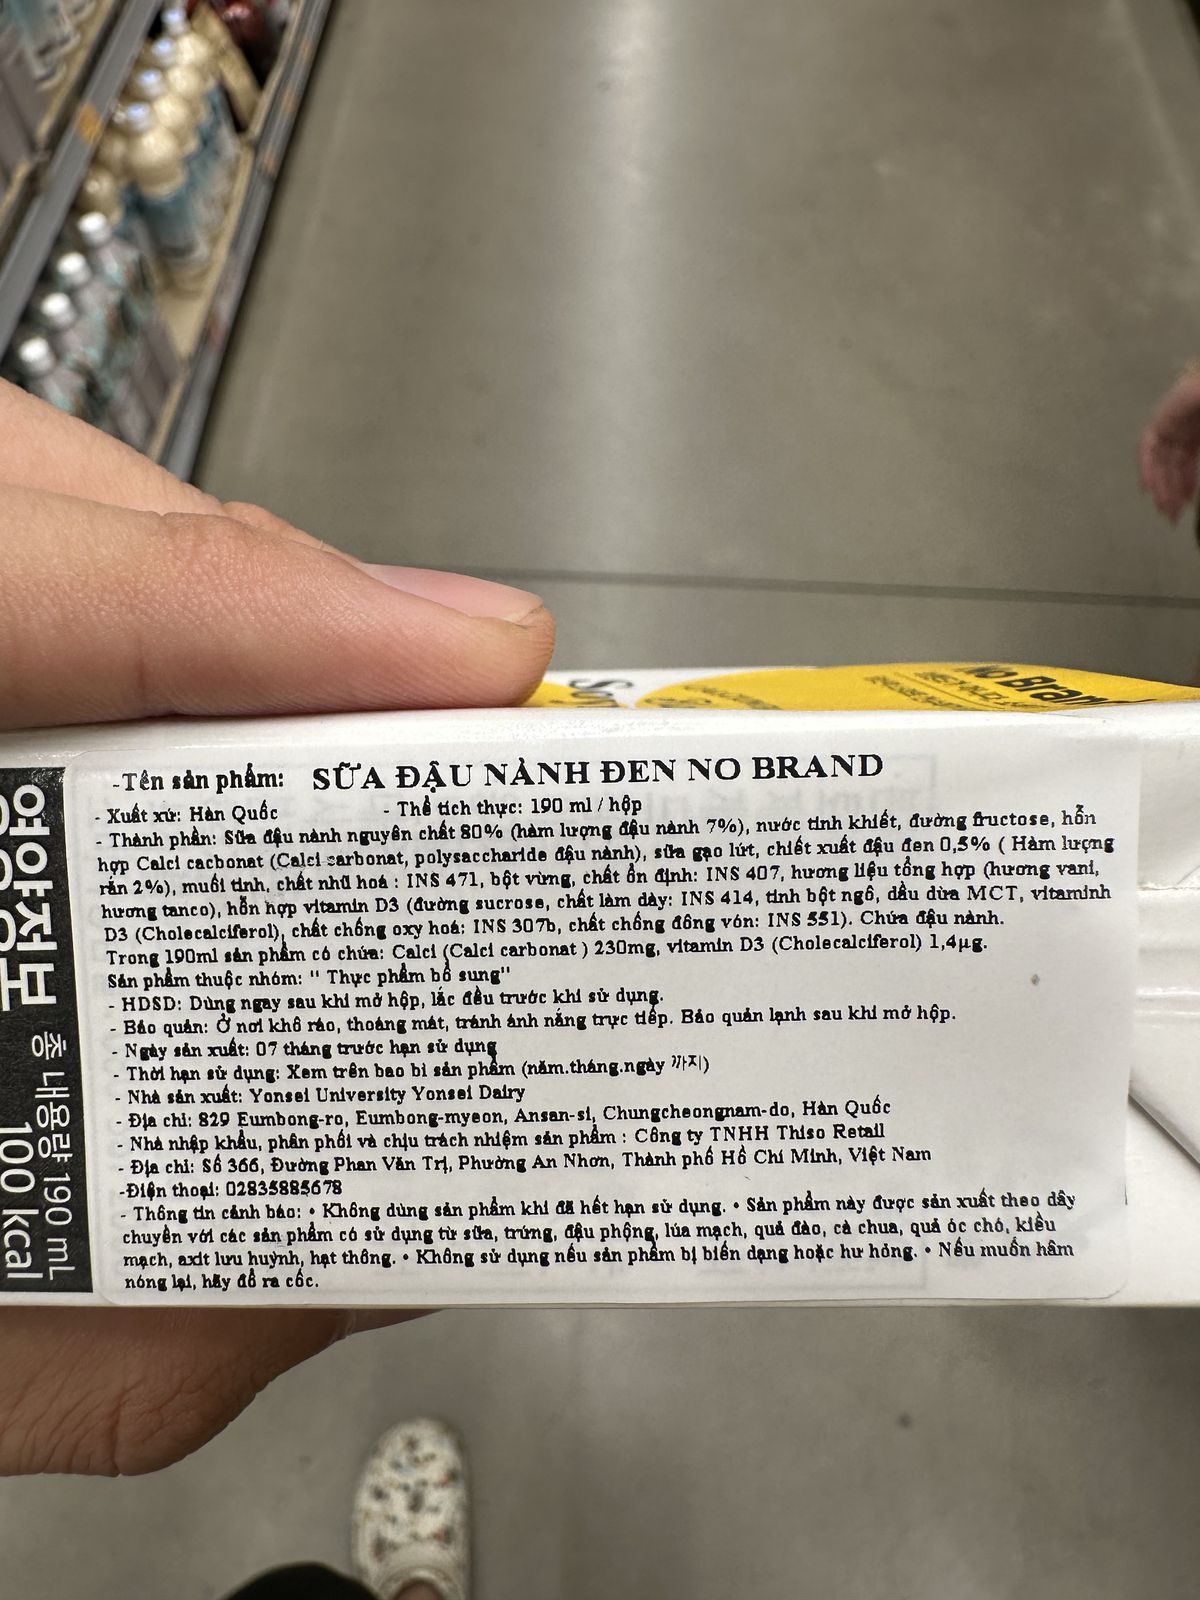 No Brand
-Tên sản phẩm: SỮA ĐẬU NÀNH ĐEN NO BRAND
- Xuất xứ: Hàn Quốc - Thể tích thực: 190 ml / hộp
- Thành phần: Sữa đậu nành nguyên chất 80% (hàm lượng đậu nành 7%), nước tinh khiết, đường fructose, hỗn
hợp Calci cacbonat (Calci carbonat, polysaccharide đậu nành), sữa gạo lứt, chiết xuất đậu đen 0,5% ( Hàm lượng
rắn 2%), muối tinh, chất nhũ hoá : INS 471, bột vừng, chất ổn định: INS 407, hương liệu tổng hợp (hương vani,
hương tanco), hỗn hợp vitamin D3 (đường sucrose, chất làm dày: INS 414, tinh bột ngô, dầu dừa MCT, vitaminh
D3 (Cholecalciferol), chất chống oxy hoá: INS 307b, chất chống đông vón: INS 551). Chứa đậu nành.
Trong 190ml sản phẩm có chứa: Calci (Calci carbonat ) 230mg, vitamin D3 (Cholecalciferol) 1,4µg.
Sản phẩm thuộc nhóm: " Thực phẩm bổ sung"
- HDSD: Dùng ngay sau khi mở hộp, lắc đều trước khi sử dụng.
- Bảo quản: Ở nơi khô ráo, thoáng mát, tránh ánh nắng trực tiếp. Bảo quản lạnh sau khi mở hộp.
- Ngày sản xuất: 07 tháng trước hạn sử dụng
- Thời hạn sử dụng: Xem trên bao bì sản phẩm (năm.tháng.ngày 까지)
- Nhà sản xuất: Yonsei University Yonsei Dairy
- Địa chỉ: 829 Eumbong-ro, Eumbong-myeon, Ansan-si, Chungcheongnam-do, Hàn Quốc
- Nhà nhập khẩu, phân phối và chịu trách nhiệm sản phẩm : Công ty TNHH Thiso Retail
- Địa chỉ: Số 366, Đường Phan Văn Trị, Phường An Nhơn, Thành phố Hồ Chí Minh, Việt Nam
-Điện thoại: 02835885678
- Thông tin cảnh báo: • Không dùng sản phẩm khi đã hết hạn sử dụng. • Sản phẩm này được sản xuất theo dây
chuyền với các sản phẩm có sử dụng từ sữa, trứng, đậu phộng, lúa mạch, quả đào, cà chua, quả óc chó, kiều
mạch, axit lưu huỳnh, hạt thông. • Không sử dụng nếu sản phẩm bị biến dạng hoặc hư hỏng. • Nếu muốn hâm
nóng lại, hãy đổ ra cốc.
영양정보
총 내용량 190 mL
100 kcal